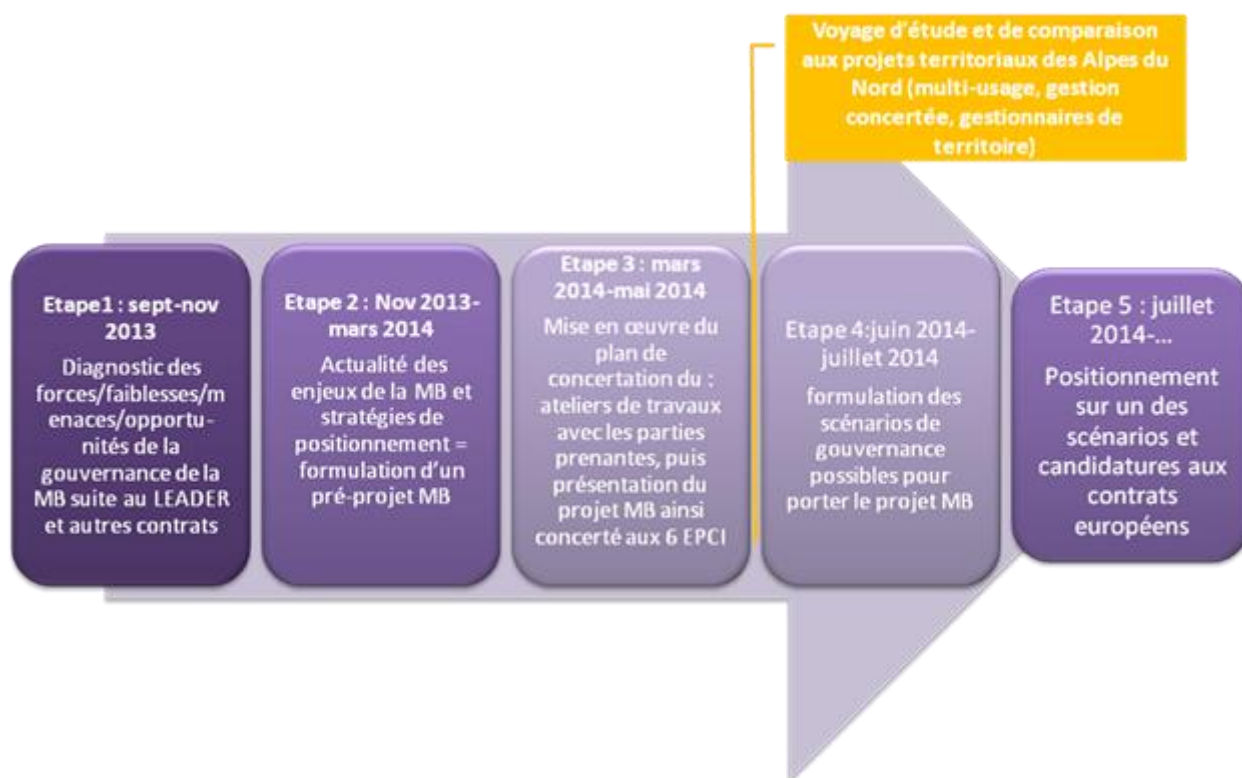 Voyage d'étude et de comparaison
aux projets territoriaux des Alpes du
Nord (multi-usage, gestion
concertée, gestionnaires de
territoire)
Etape1 : sept-nov
2013
Diagnostic des
forces/faiblesses/m
enaces/opportu-
nités de la
gouvernance de la
MB suite au LEADER
et autres contrats
Etape 2 : Nov 2013-
mars 2014
Actualité des
enjeux de la MB et
stratégies de
positionnement =
formulation d'un
pré-projet MB
Etape 3 : mars
2014-mai 2014
Mise en œuvre du
plan de
concertation du :
ateliers de travaux
avec les parties
prenantes, puis
présentation du
projet MB ainsi
concerté aux 6 EPCI
Etape 4:juin 2014-
juillet 2014
formulation des
scénarios de
gouvernance
possibles pour
porter le projet MB
Etape 5 : juillet
2014-...
Positionnement
sur un des
scénarios et
candidatures aux
contrats
européens